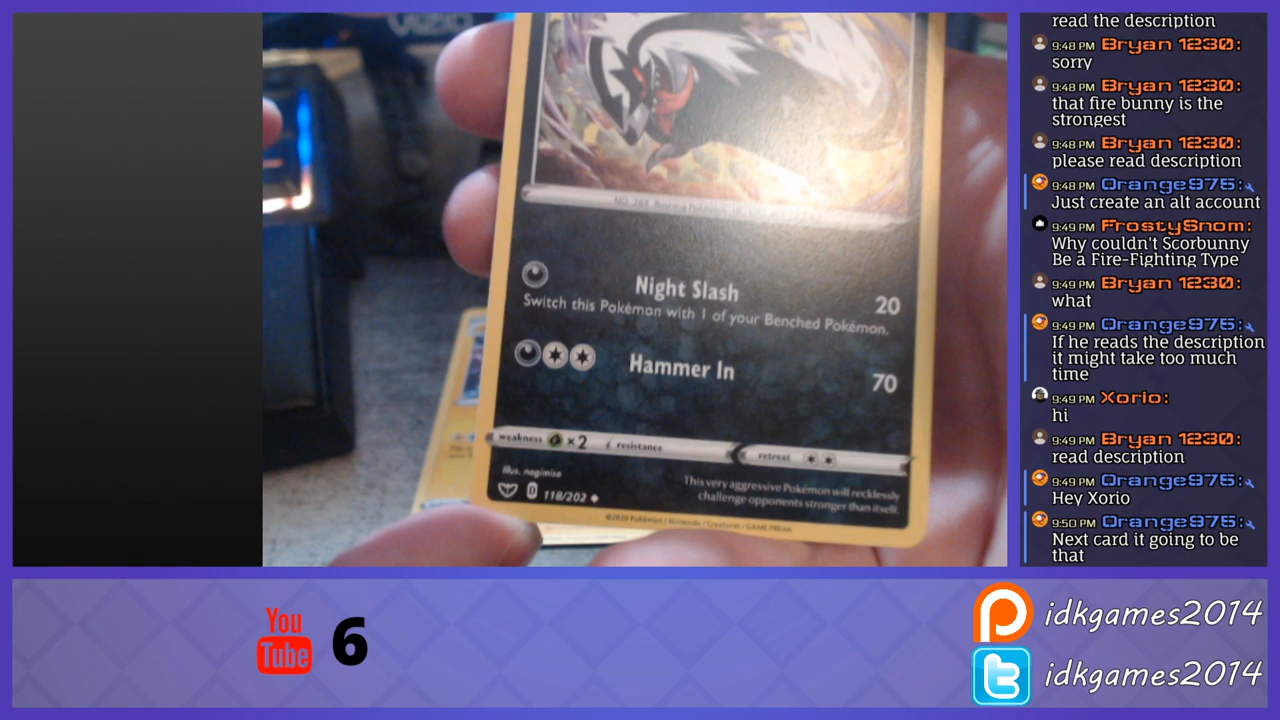 VIZIO
NO. 264
Night Slash
20
Switch this Pokémon with 1 of your Benched Pokémon.
Hammer In
70
weakness ×2 resistance retreat
Illus. nagimiso
D 118/202
This very aggressive Pokémon will recklessly
challenge opponents stronger than itself.
©2020 Pokémon / Nintendo / Creatures / GAME FREAK
read the description
9:48 PM Bryan 1230:
sorry
9:48 PM Bryan 1230:
that fire bunny is the
strongest
9:48 PM Bryan 1230:
please read description
9:48 PM Orange975:
Just create an alt account
9:49 PM FrostySnom:
Why couldn't Scorbunny
Be a Fire-Fighting Type
9:49 PM Bryan 1230:
what
9:49 PM Orange975:
If he reads the description
it might take too much
time
9:49 PM Xorio:
hi
9:49 PM Bryan 1230:
read description
9:49 PM Orange975:
Hey Xorio
9:50 PM Orange975:
Next card it going to be
that
You
Tube
6
idkgames2014
idkgames2014